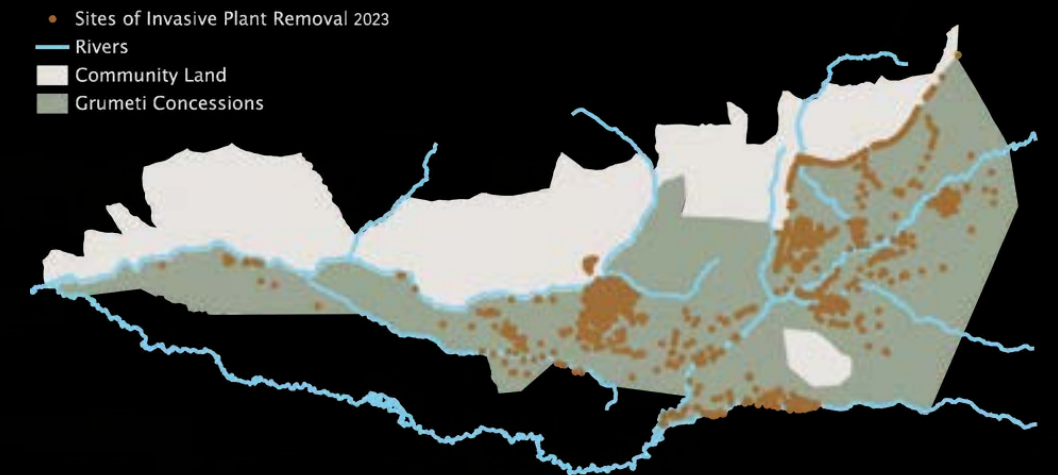 Sites of Invasive Plant Removal 2023
Rivers
Community Land
Grumeti Concessions